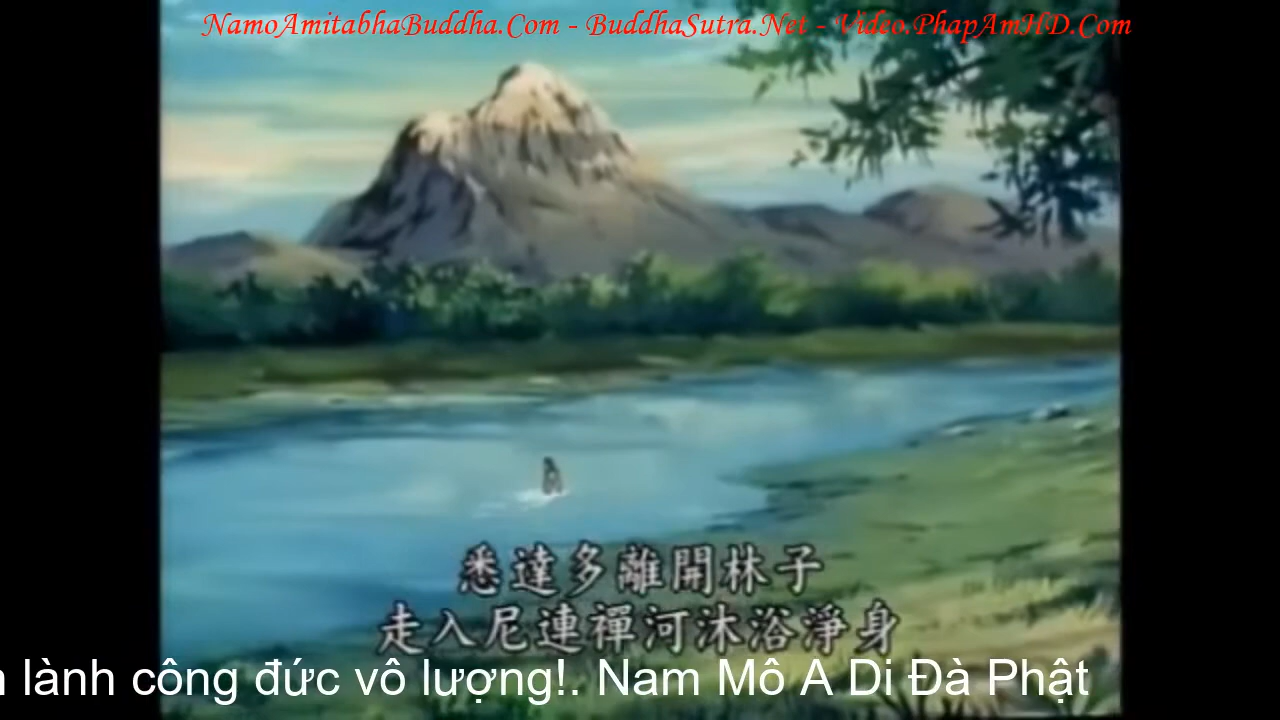 NamoAmitabhaBuddha.Com - BuddhaSutra.Net - Video.PhapAmHD.Com
悉達多離開林子
走入尼連禪河沐浴淨身
lành công đức vô lượng!. Nam Mô A Di Đà Phật